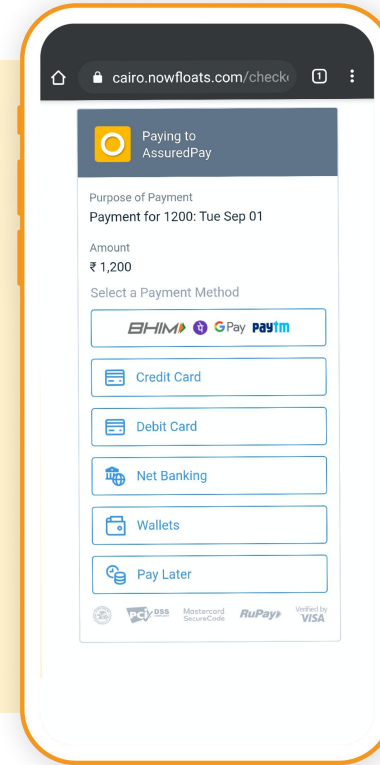 cairo.nowfloats.com/checko
1
Paying to
AssuredPay
Purpose of Payment
Payment for 1200: Tue Sep 01
Amount
₹ 1,200
Select a Payment Method
BHIM GPay paytm
Credit Card
Debit Card
Net Banking
Wallets
Pay Later
PCI DSS
Mastercard
SecureCode
RuPay
Verified by
VISA